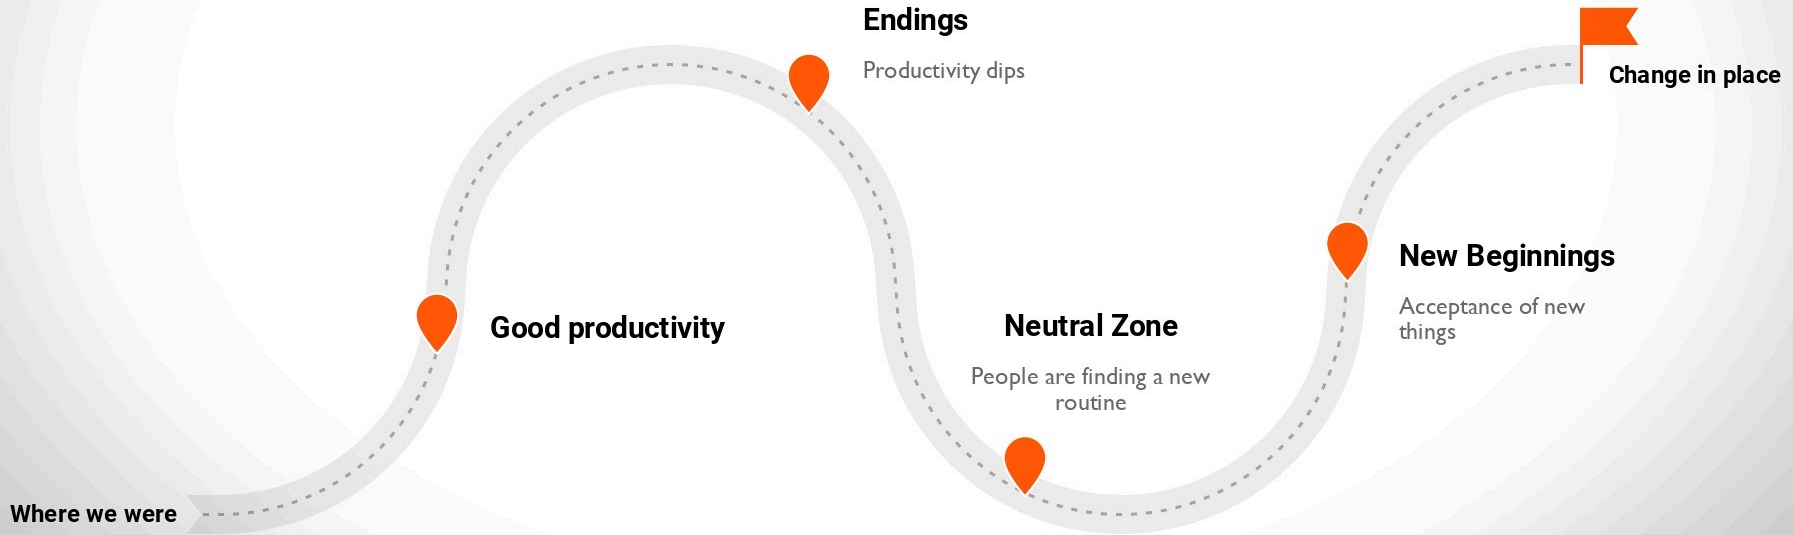 Where we were
Good productivity
Endings
Productivity dips
Neutral Zone
People are finding a new
routine
New Beginnings
Acceptance of new
things
Change in place